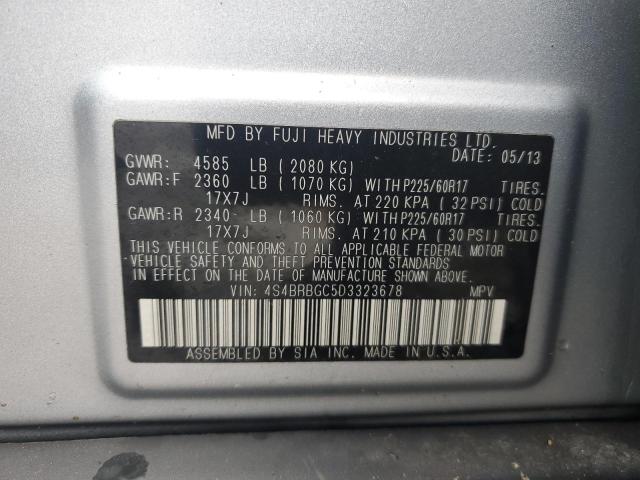 MFD BY FUJI HEAVY INDUSTRIES LTD.
DATE: 05/13
GVWR: 4585 LB ( 2080 KG)
GAWR:F 2360 LB ( 1070 KG) WITH P225/60R17 TIRES.
17X7J RIMS. AT 220 KPA ( 32 PSI) COLD
GAWR:R 2340 LB ( 1060 KG) WITH P225/60R17 TIRES.
17X7J RIMS. AT 210 KPA ( 30 PSI) COLD
THIS VEHICLE CONFORMS TO ALL APPLICABLE FEDERAL MOTOR
VEHICLE SAFETY AND THEFT PREVENTION STANDARDS
IN EFFECT ON THE DATE OF MANUFACTURE SHOWN ABOVE.
VIN: 4S4BRBGC5D3323678 MPV
ASSEMBLED BY SIA INC. MADE IN U.S.A.